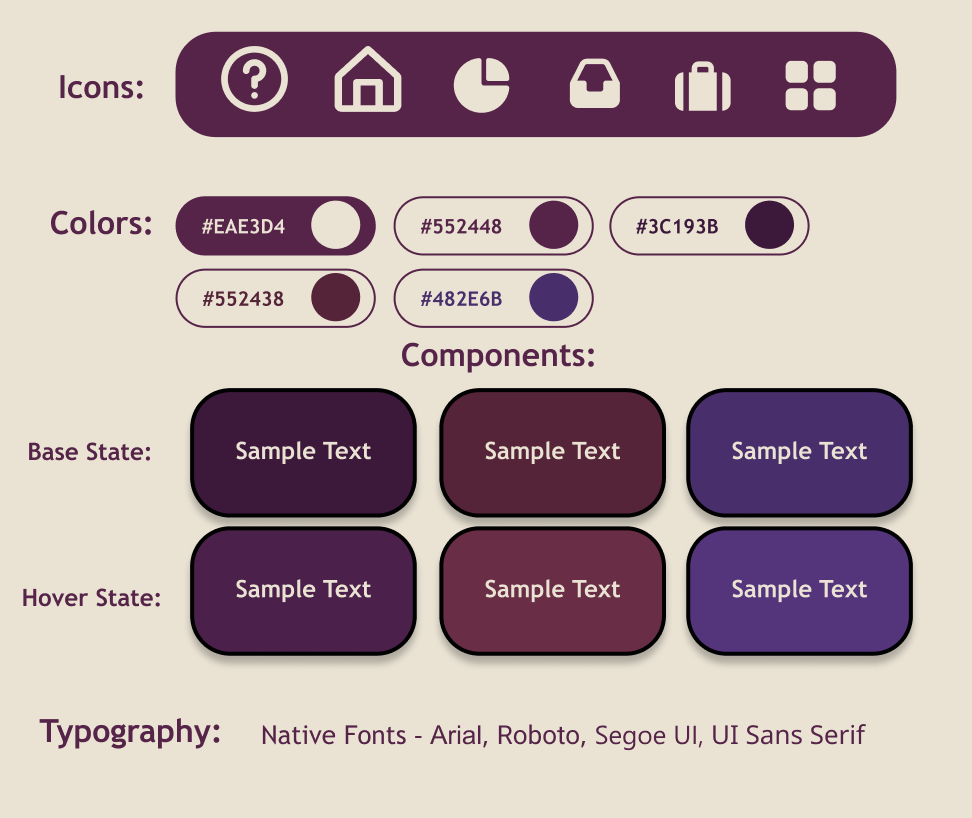 Icons:
Colors:
#EAE3D4
#552448
#3C193B
#552438
#482E6B
Components:
Base State:
Sample Text
Sample Text
Sample Text
Hover State:
Sample Text
Sample Text
Sample Text
Typography:
Native Fonts - Arial, Roboto, Segoe UI, UI Sans Serif